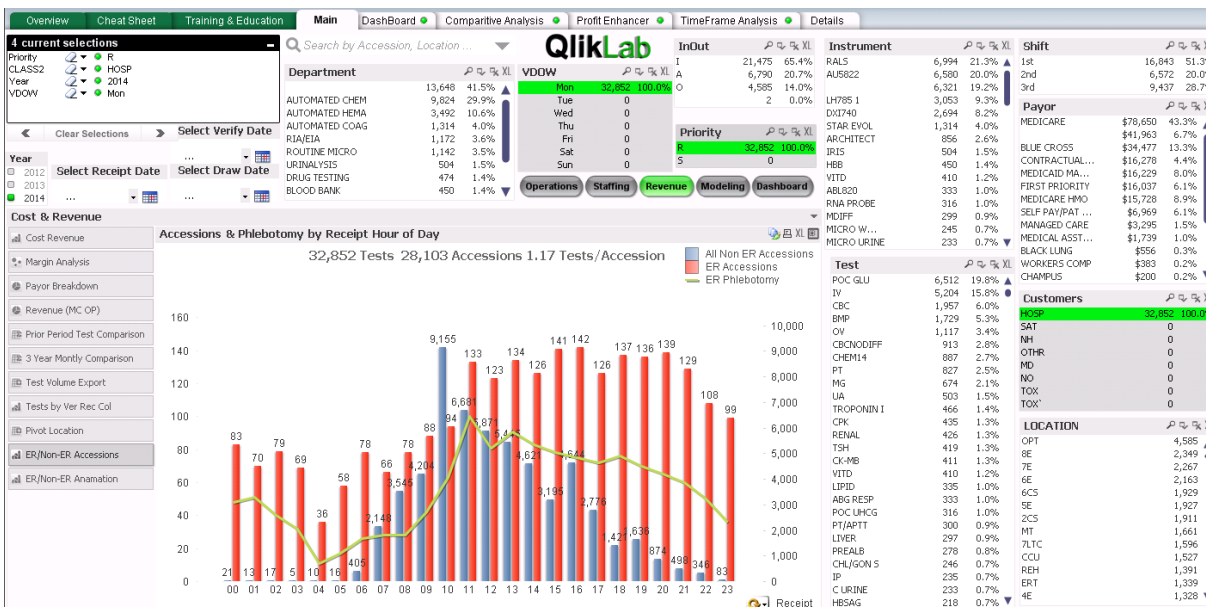 Overview Cheat Sheet Training & Education Main DashBoard Comparitive Analysis Profit Enhancer TimeFrame Analysis Details
4 current selections
Priority R
CLASS2 HOSP
Year 2014
VDOW Mon
Clear Selections
Select Verify Date
...
Year
2012
2013
2014
Select Receipt Date
...
Select Draw Date
...
Search by Accession, Location ...
QlikLab
Department XL
13,648 41.5%
AUTOMATED CHEM 9,824 29.9%
AUTOMATED HEMA 3,492 10.6%
AUTOMATED COAG 1,314 4.0%
RIA/EIA 1,172 3.6%
ROUTINE MICRO 1,142 3.5%
URINALYSIS 504 1.5%
DRUG TESTING 474 1.4%
BLOOD BANK 450 1.4%
VDOW XL
Mon 32,852 100.0%
Tue 0
Wed 0
Thu 0
Fri 0
Sat 0
Sun 0
InOut XL
I 21,475 65.4%
A 6,790 20.7%
O 4,585 14.0%
2 0.0%
Priority XL
R 32,852 100.0%
S 0
Operations Staffing Revenue Modeling Dashboard
Instrument XL
RALS 6,994 21.3%
AU5822 6,580 20.0%
6,321 19.2%
LH785 1 3,053 9.3%
DXI740 2,694 8.2%
STAR EVOL 1,314 4.0%
ARCHITECT 856 2.6%
IRIS 504 1.5%
HBB 450 1.4%
VITD 410 1.2%
ABL820 333 1.0%
RNA PROBE 316 1.0%
MDIFF 299 0.9%
MICRO W... 245 0.7%
MICRO URINE 233 0.7%
Shift
1st 16,843 51.3
2nd 6,572 20.0
3rd 9,437 28.7
Payor
MEDICARE $78,650 43.3%
$41,963 6.7%
BLUE CROSS $34,477 13.3%
CONTRACTUAL... $16,278 4.4%
MEDICAID MA... $16,229 8.0%
FIRST PRIORITY $16,037 6.1%
MEDICARE HMO $15,728 8.9%
SELF PAY/PAT ... $6,969 6.1%
MANAGED CARE $3,295 1.5%
MEDICAL ASST... $1,739 1.0%
BLACK LUNG $556 0.3%
WORKERS COMP $383 0.2%
CHAMPUS $200 0.2%
Cost & Revenue
Cost Revenue
Margin Analysis
Payor Breakdown
Revenue (MC OP)
Prior Period Test Comparison
3 Year Montly Comparison
Test Volume Export
Tests by Ver Rec Col
Pivot Location
ER/Non-ER Accessions
ER/Non-ER Anamation
Accessions & Phlebotomy by Receipt Hour of Day XL
32,852 Tests 28,103 Accessions 1.17 Tests/Accession
All Non ER Accessions
ER Accessions
ER Phlebotomy
160
140
120
100
80
60
40
20
0
10,000
9,000
8,000
7,000
6,000
5,000
4,000
3,000
2,000
1,000
0
83 70 79 69 36 58 78 66 78 88 94 133 123 134 126 141 142 126 137 136 139 129 108 99
21 13 17 5 10 16 405 2,148 3,545 4,204 9,155 6,681 5,871 4,621 3,195 4,644 2,776 1,421 1,636 874 498 346 83
00 01 02 03 04 05 06 07 08 09 10 11 12 13 14 15 16 17 18 19 20 21 22 23
Receipt
Test XL
POC GLU 6,512 19.8%
IV 5,204 15.8%
CBC 1,957 6.0%
BMP 1,729 5.3%
OV 1,117 3.4%
CBCNODIFF 913 2.8%
CHEM14 887 2.7%
PT 827 2.5%
MG 674 2.1%
UA 503 1.5%
TROPONIN I 466 1.4%
CPK 435 1.3%
RENAL 426 1.3%
TSH 419 1.3%
CK-MB 411 1.3%
VITD 410 1.2%
LIPID 335 1.0%
ABG RESP 333 1.0%
POC UHCG 316 1.0%
PT/APTT 300 0.9%
LIVER 297 0.9%
PREALB 278 0.8%
CHL/GON S 246 0.7%
IP 235 0.7%
C URINE 233 0.7%
HBSAG 218 0.7%
Customers
HOSP 32,852 100.0
SAT 0
NH 0
OTHR 0
MD 0
NO 0
TOX 0
TOX` 0
LOCATION
OPT 4,585
8E 2,349
7E 2,267
6E 2,163
6CS 1,929
5E 1,927
2CS 1,911
MT 1,661
7LTC 1,596
CCU 1,527
REH 1,391
ERT 1,339
4E 1,328